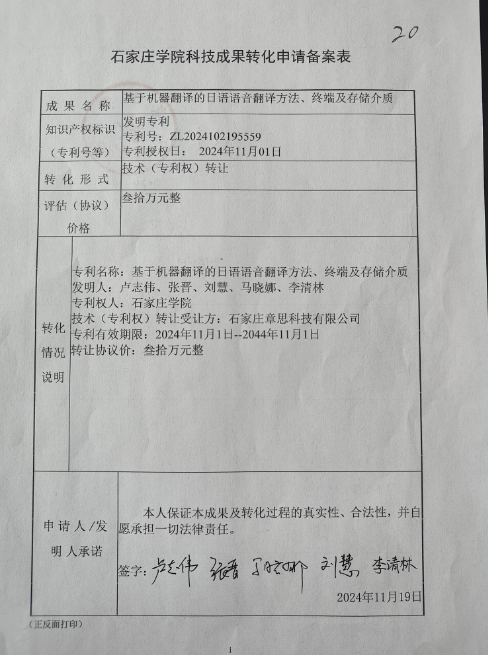 20
石家庄学院科技成果转化申请备案表
成果名称
基于机器翻译的日语语音翻译方法、终端及存储介质
知识产权标识
（专利号等）
发明专利
专利号：ZL2024102195559
专利授权日： 2024年11月01日
转化形式
技术（专利权）转让
评估（协议）
价格
叁拾万元整
转化
情况
说明
专利名称：基于机器翻译的日语语音翻译方法、终端及存储介质
发明人：卢志伟、张晋、刘慧、马晓娜、李清林
专利权人：石家庄学院
技术（专利权）转让受让方：石家庄章思科技有限公司
专利有效期限：2024年11月1日--2044年11月1日
转让协议价：叁拾万元整
申请人/发
明人承诺
本人保证本成果及转化过程的真实性、合法性，并自
愿承担一切法律责任。
签字：卢志伟 张晋 马晓娜 刘慧 李清林
2024年11月19日
（正反面打印）
1